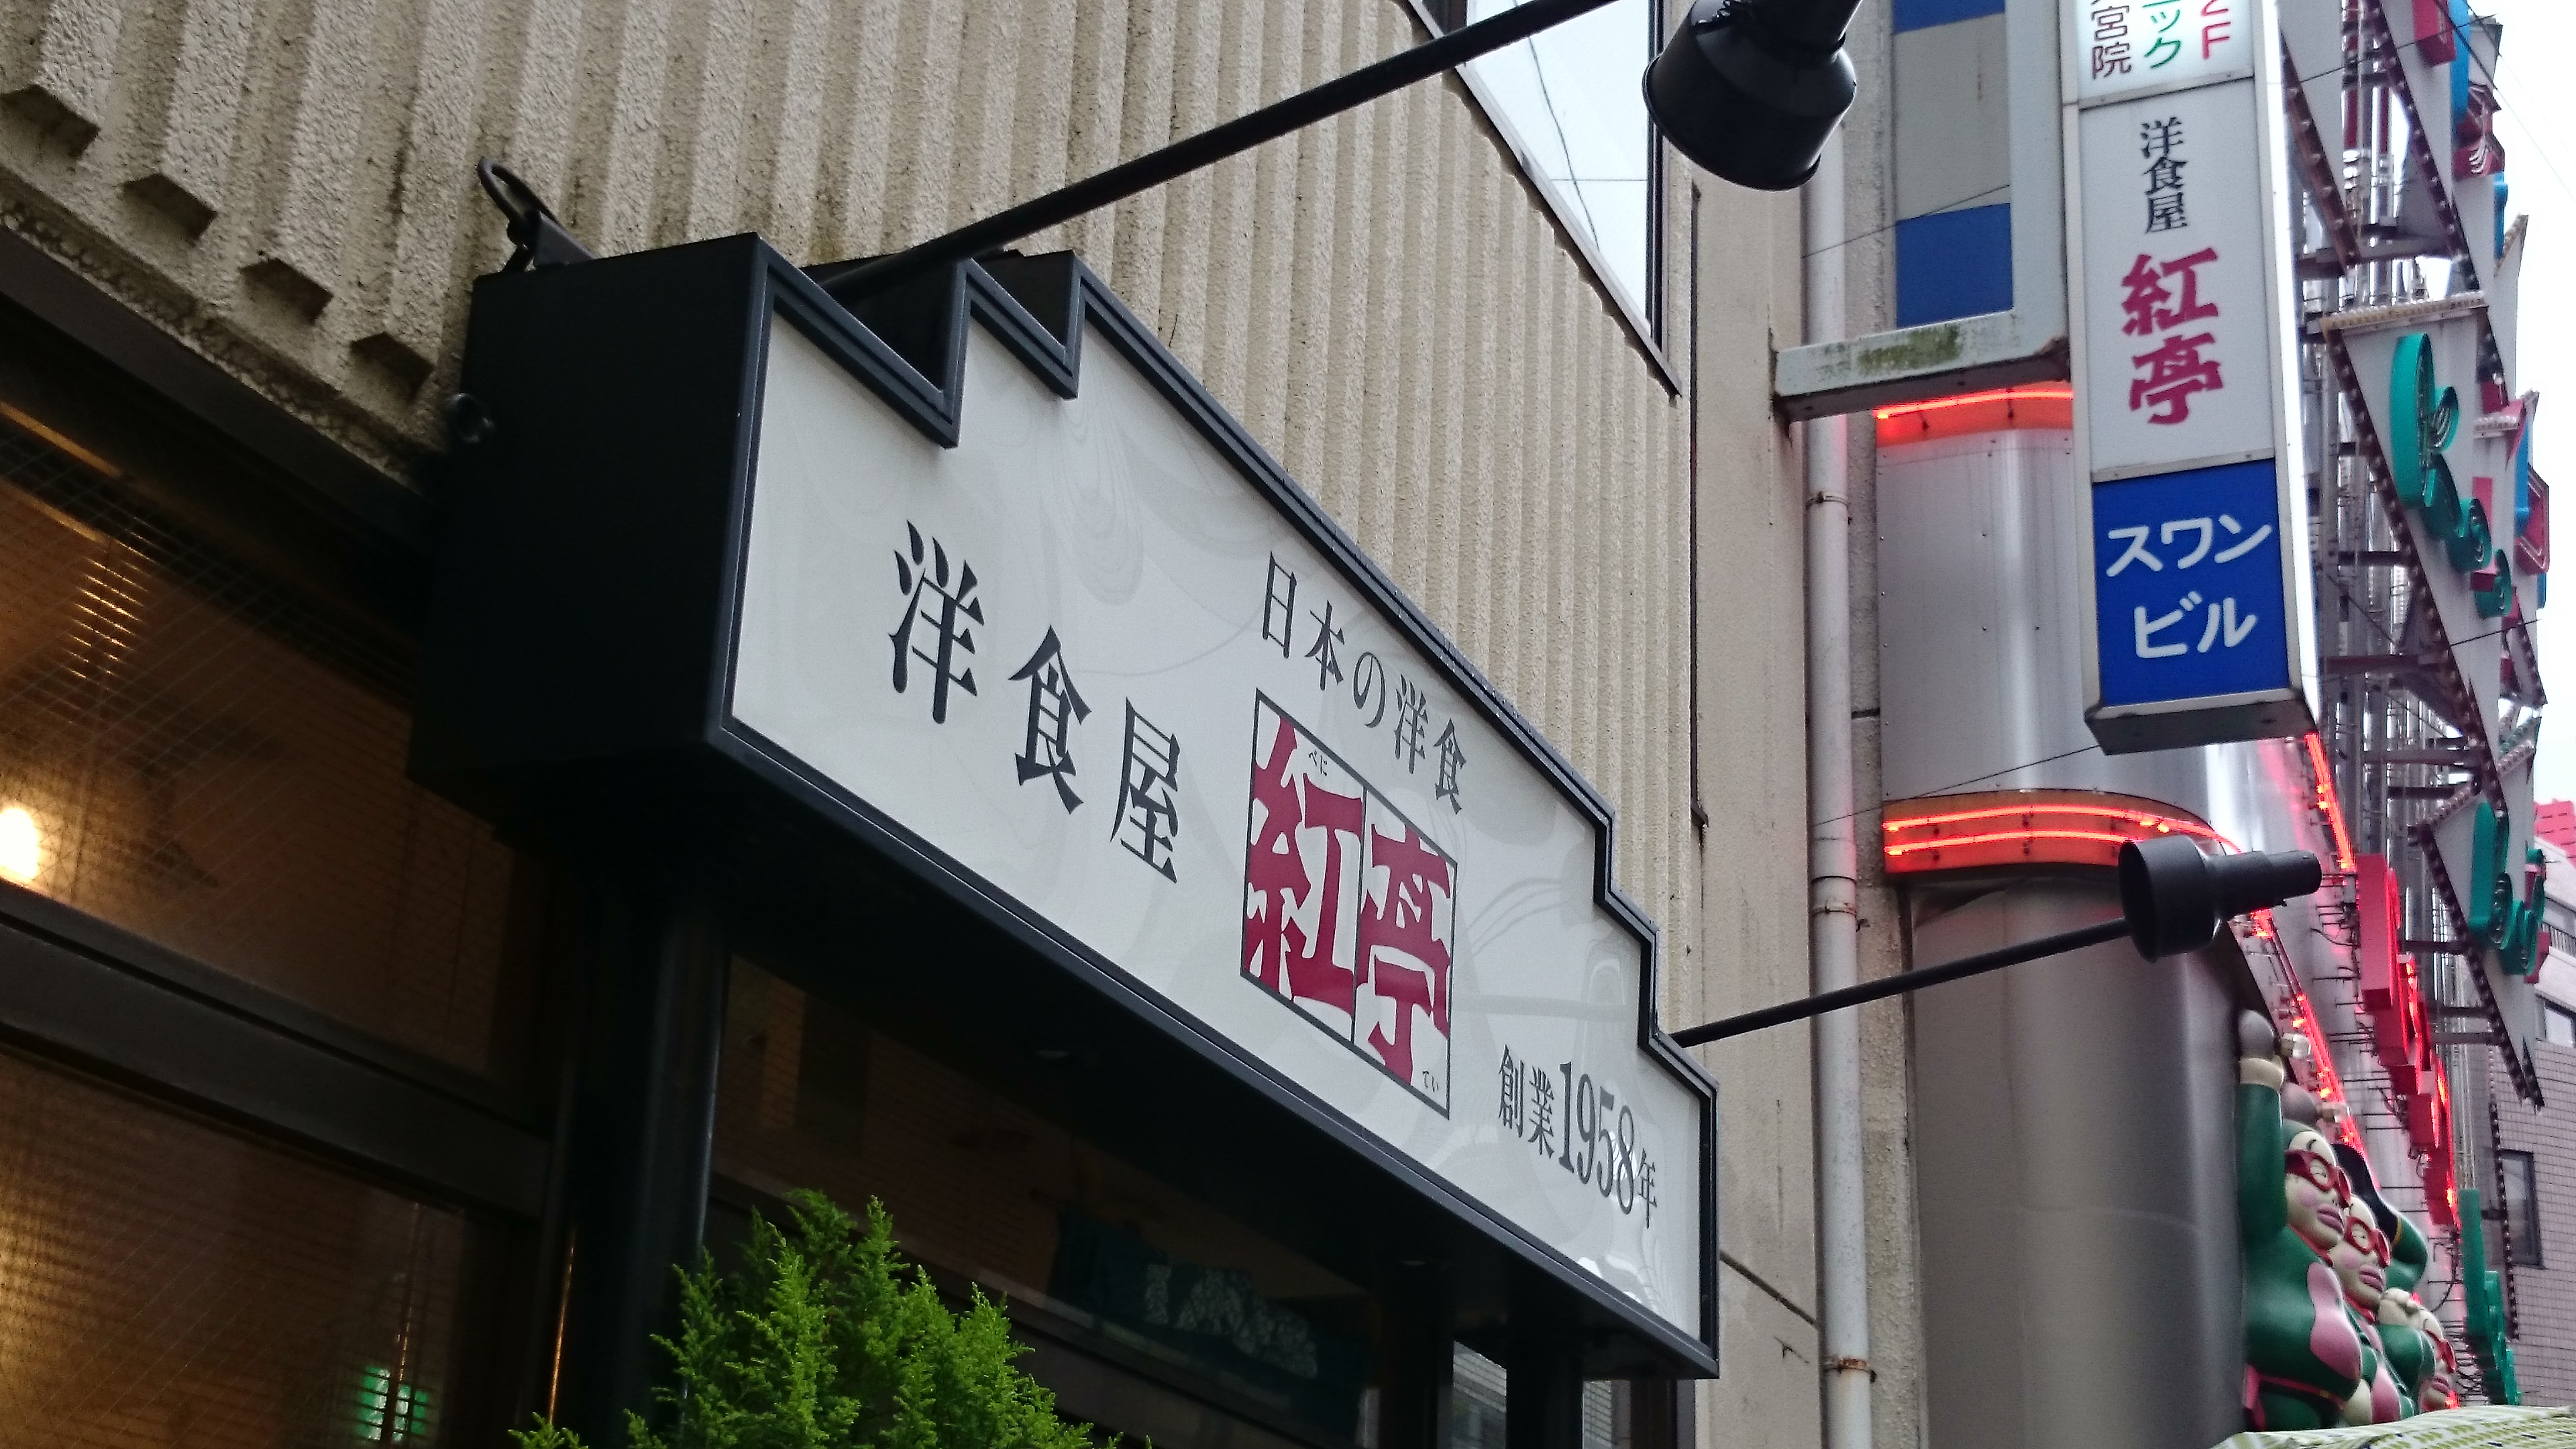 日本の洋食
洋食屋
べに
紅亭
てい
創業1958年
2F
ック
宮院
洋食屋
紅亭
スワン
ビル